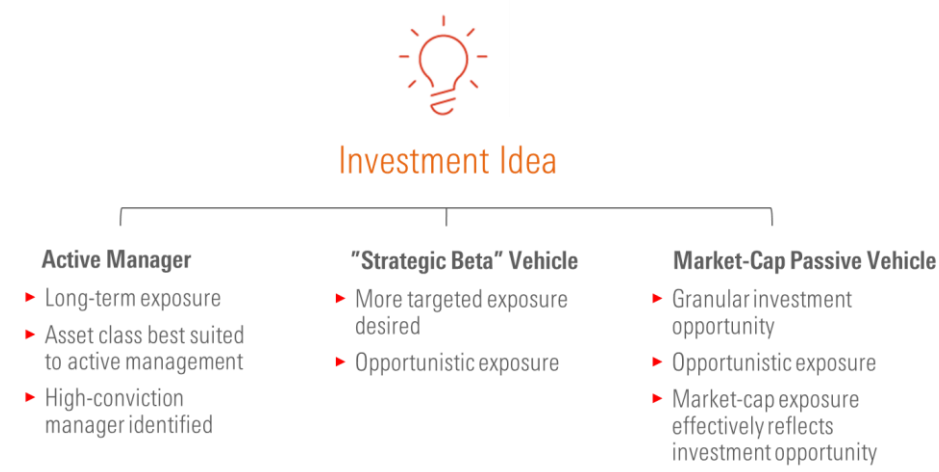 Investment Idea
Active Manager
► Long-term exposure
► Asset class best suited
to active management
► High-conviction
manager identified
”Strategic Beta” Vehicle
► More targeted exposure
desired
► Opportunistic exposure
Market-Cap Passive Vehicle
► Granular investment
opportunity
► Opportunistic exposure
► Market-cap exposure
effectively reflects
investment opportunity